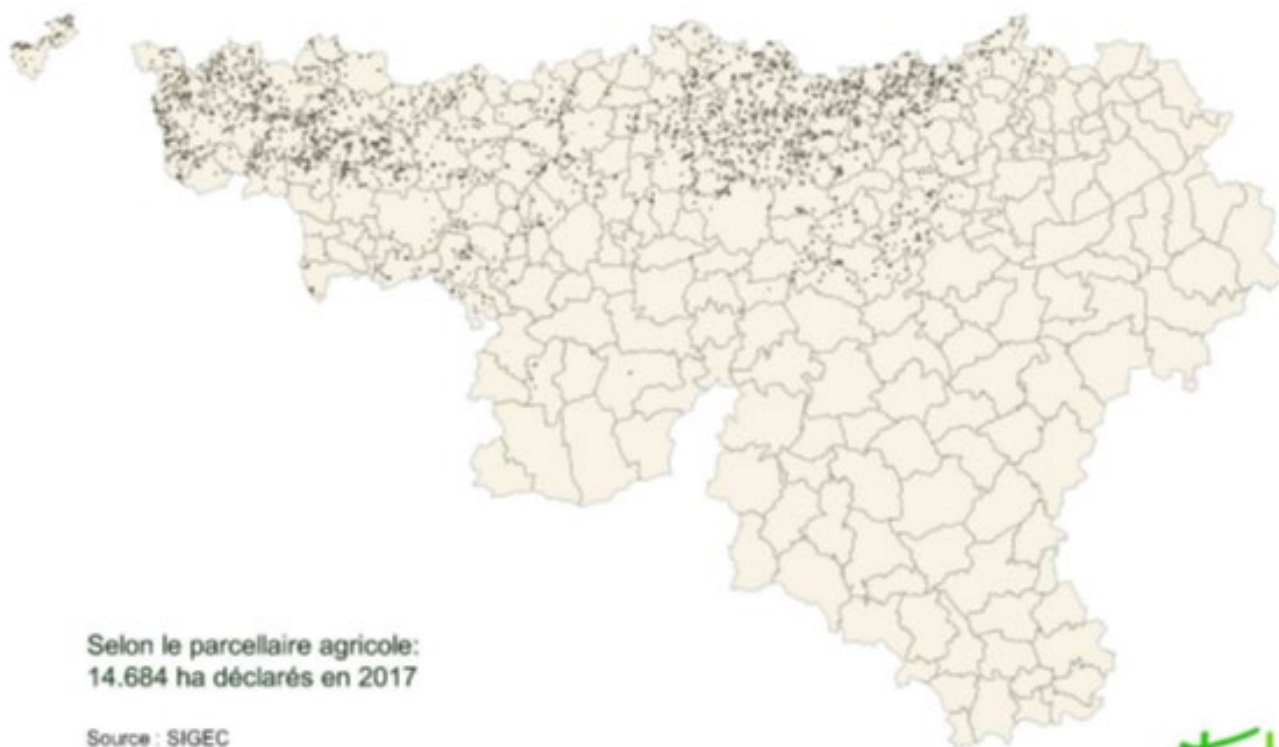 Selon le parcellaire agricole:
14.684 ha déclarés en 2017
Source : SIGEC